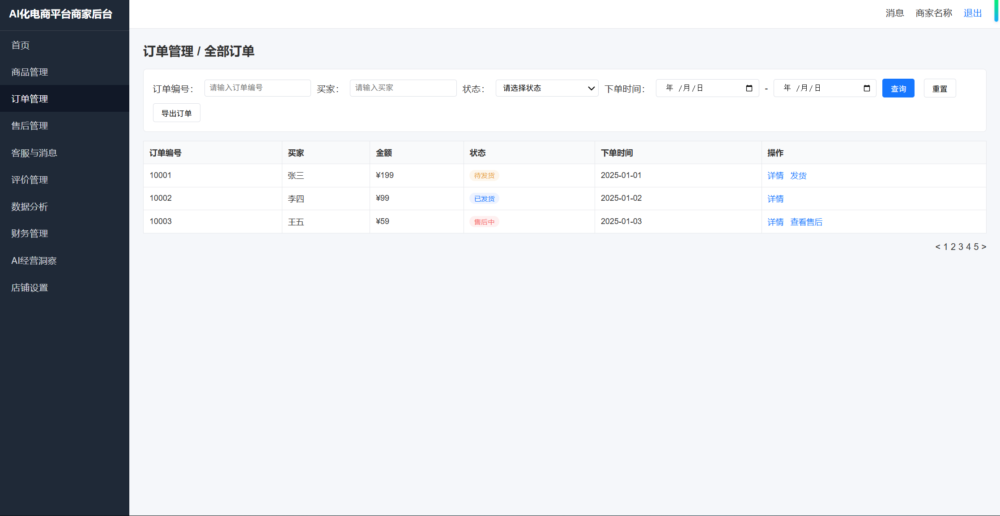 AI化电商平台商家后台
消息 商家名称 退出
首页
商品管理
订单管理
售后管理
客服与消息
评价管理
数据分析
财务管理
AI经营洞察
店铺设置
订单管理 / 全部订单
订单编号： 请输入订单编号 买家： 请输入买家 状态： 请选择状态 下单时间： 年 /月/日 - 年 /月/日 查询 重置
导出订单
订单编号 买家 金额 状态 下单时间 操作
10001 张三 ¥199 待发货 2025-01-01 详情 发货
10002 李四 ¥99 已发货 2025-01-02 详情
10003 王五 ¥59 售后中 2025-01-03 详情 查看售后
< 1 2 3 4 5 >